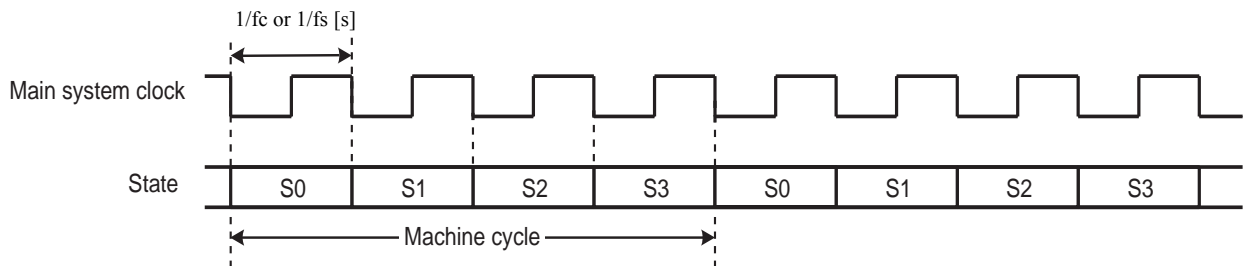 1/fc or 1/fs [s]
Main system clock
State S0 S1 S2 S3 S0 S1 S2 S3
Machine cycle